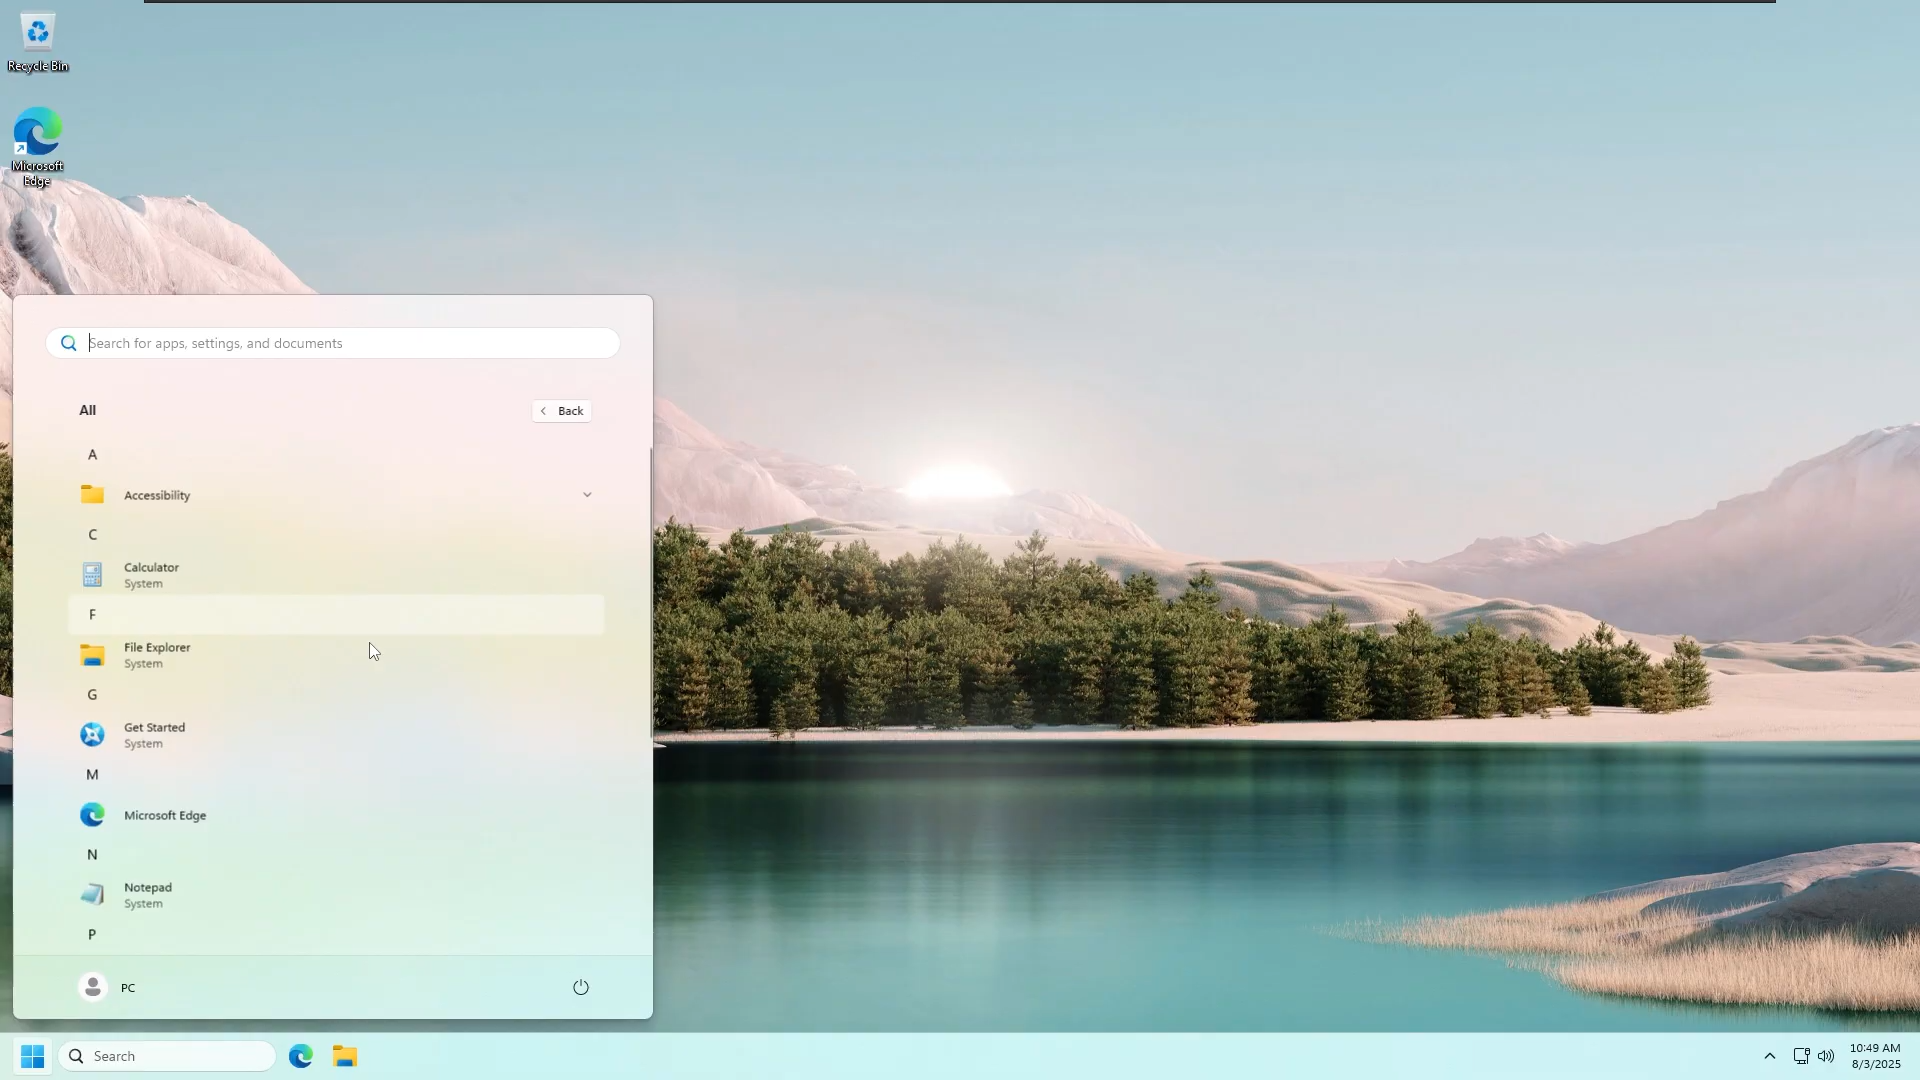 Recycle Bin
Microsoft
Edge
Search for apps, settings, and documents
All
Back
A
Accessibility
C
Calculator
System
F
File Explorer
System
G
Get Started
System
M
Microsoft Edge
N
Notepad
System
P
PC
Search
10:49 AM
8/3/2025